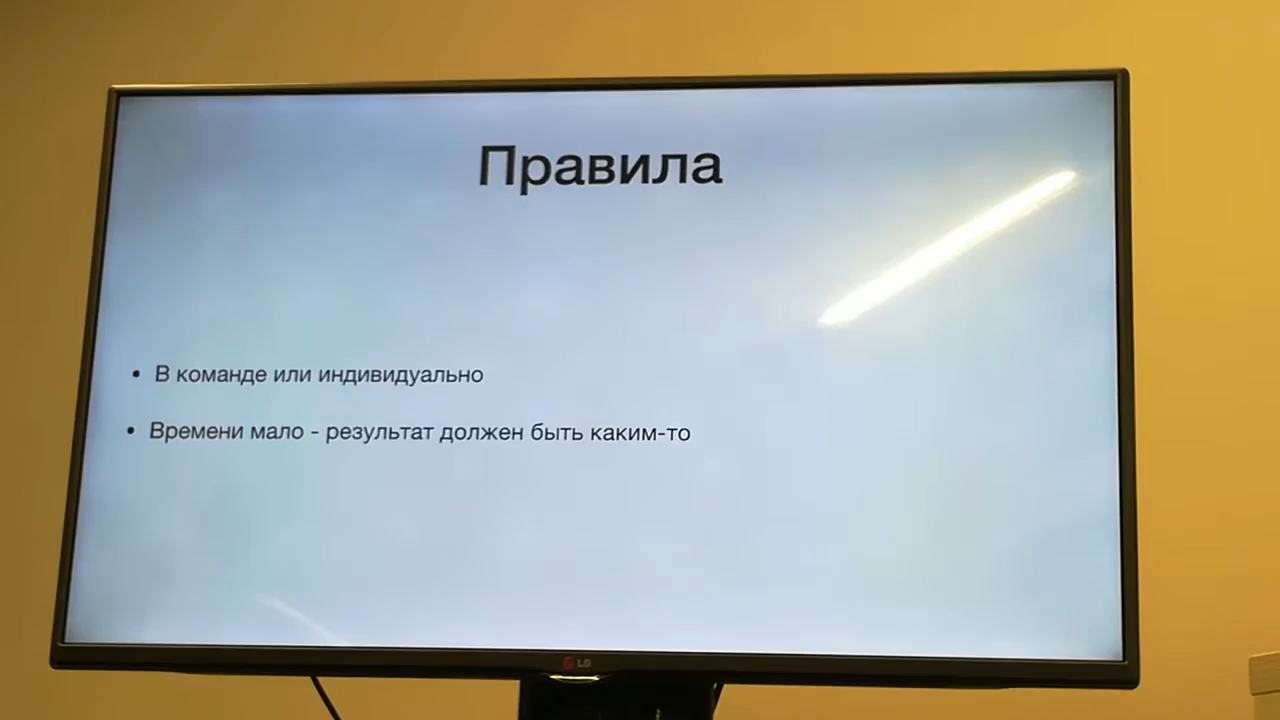 Правила
• В команде или индивидуально
• Времени мало - результат должен быть каким-то
LG